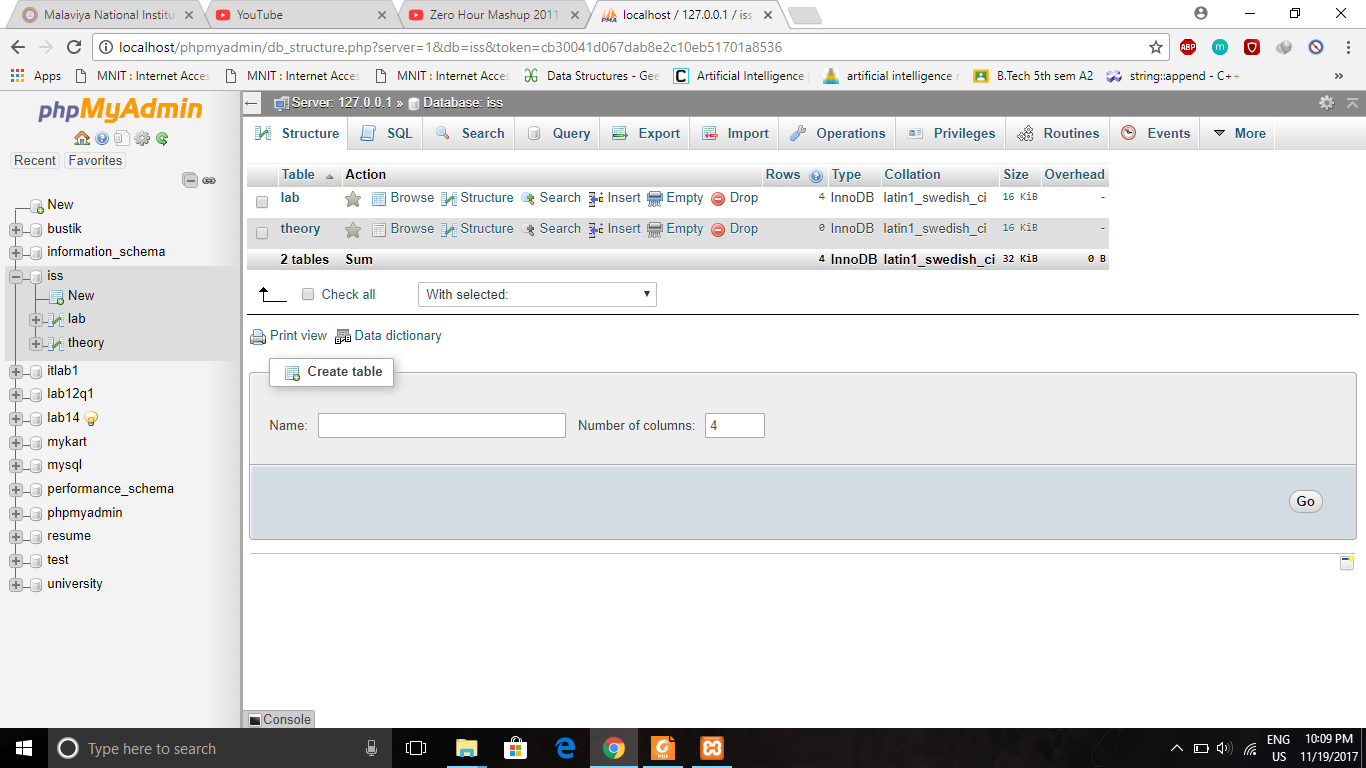 Malaviya National Institu
YouTube
Zero Hour Mashup 2011
localhost / 127.0.0.1 / iss
localhost/phpmyadmin/db_structure.php?server=1&db=iss&token=cb30041d067dab8e2c10eb51701a8536
ABP
m
Apps
MNIT : Internet Acces
MNIT : Internet Acces
MNIT : Internet Acces
Data Structures - Gee
C
Artificial Intelligence
artificial intelligence r
B.Tech 5th sem A2
string::append - C++
»
phpMyAdmin
Recent
Favorites
New
bustik
information_schema
iss
New
lab
theory
itlab1
lab12q1
lab14
mykart
mysql
performance_schema
phpmyadmin
resume
test
university
Server: 127.0.0.1 » Database: iss
Structure SQL Search Query Export Import Operations Privileges Routines Events More
Table Action Rows Type Collation Size Overhead
lab Browse Structure Search Insert Empty Drop 4 InnoDB latin1_swedish_ci 16 KiB -
theory Browse Structure Search Insert Empty Drop 0 InnoDB latin1_swedish_ci 16 KiB -
2 tables Sum 4 InnoDB latin1_swedish_ci 32 KiB 0 B
Check all With selected:
Print view Data dictionary
Create table
Name: Number of columns: 4
Go
Console
Type here to search
PDF
ENG
US
10:09 PM
11/19/2017